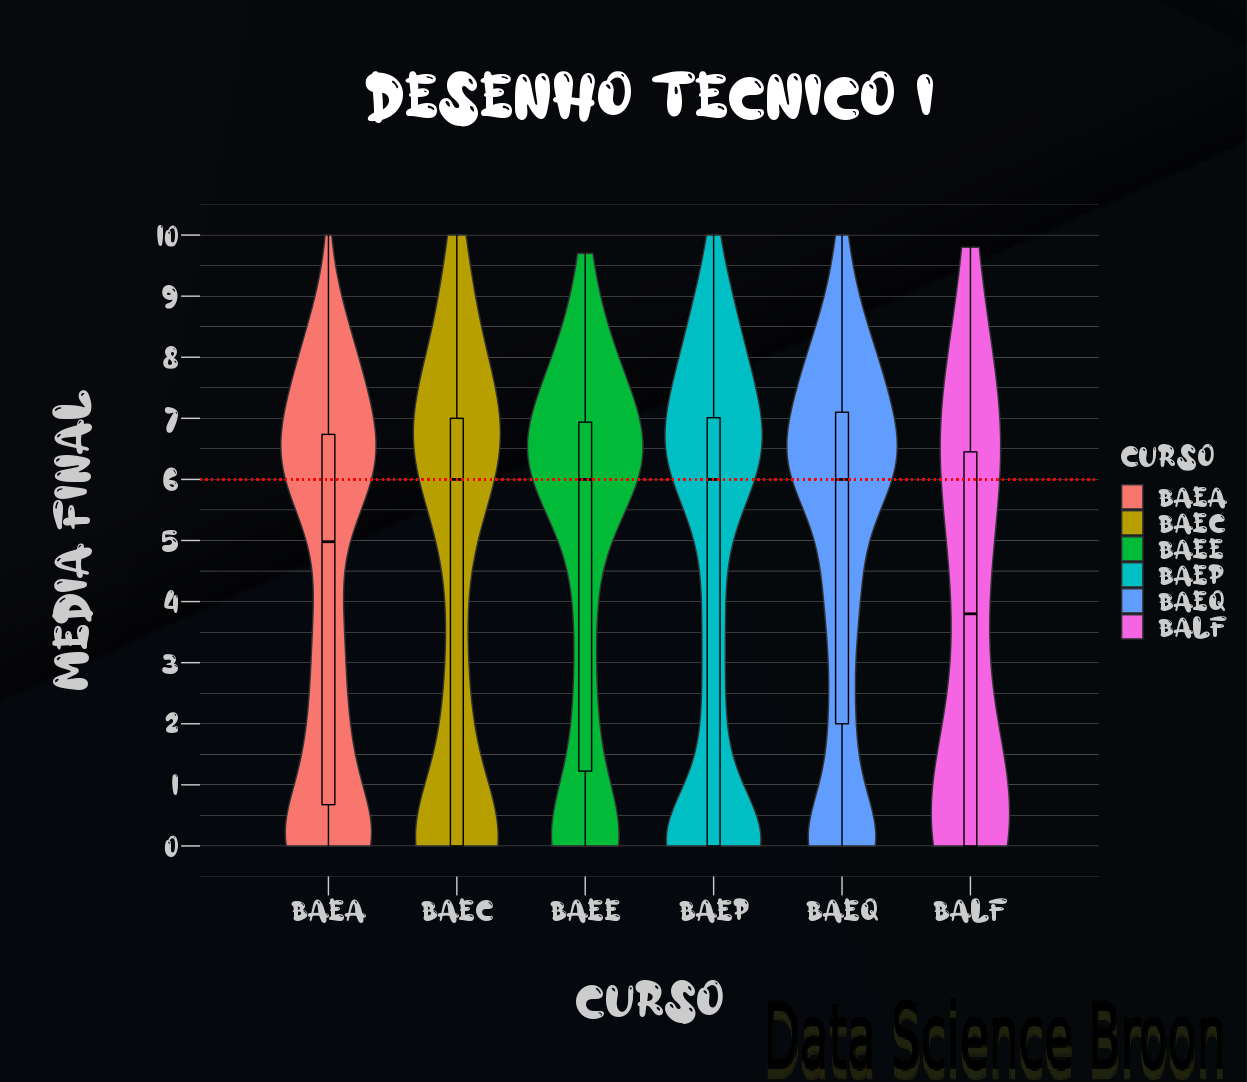 DESENHO TECNICO I
MEDIA FINAL
10
9
8
7
6
5
4
3
2
1
0
BAEA BAEC BAEE BAEP BAEQ BALF
CURSO
CURSO
BAEA
BAEC
BAEE
BAEP
BAEQ
BALF
Data Science Broon